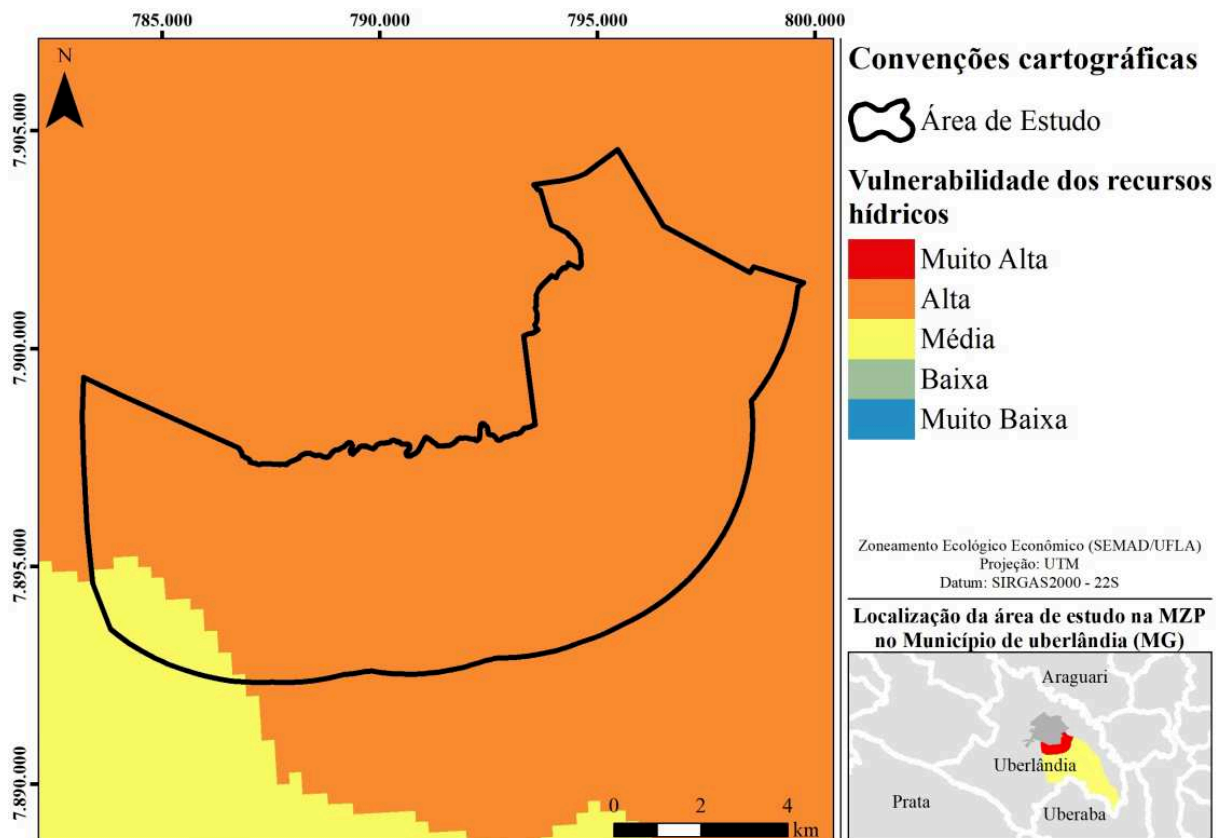 785.000
790.000
795.000
800.000
7.905.000
7.900.000
7.895.000
7.890.000
N
0
2
4
km
Convenções cartográficas
Área de Estudo
Vulnerabilidade dos recursos
hídricos
Muito Alta
Alta
Média
Baixa
Muito Baixa
Zoneamento Ecológico Econômico (SEMAD/UFLA)
Projeção: UTM
Datum: SIRGAS2000 - 22S
Localização da área de estudo na MZP
no Município de uberlândia (MG)
Araguari
Uberlândia
Prata
Uberaba